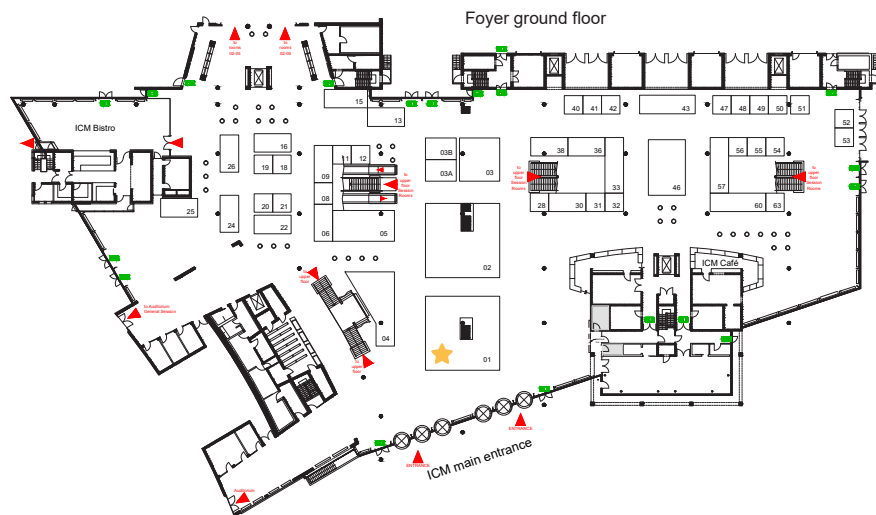 Foyer ground floor
to
rooms
02-05
to
rooms
02-05
ICM Bistro
15
13
16
26
19
18
11
12
09
08
06
05
20
21
22
24
25
to
upper
floor
Session
Rooms
03B
03A
03
02
01
04
40
41
42
43
47
48
49
50
51
52
53
38
36
33
28
30
31
32
to
upper
floor
Session
Rooms
46
56
55
54
57
60
63
to
upper
floor
Session
Rooms
ICM Café
to
upper floor
to
upper
floor
to Auditorium
General Session
Auditorium
ENTRANCE
ENTRANCE
ICM main entrance